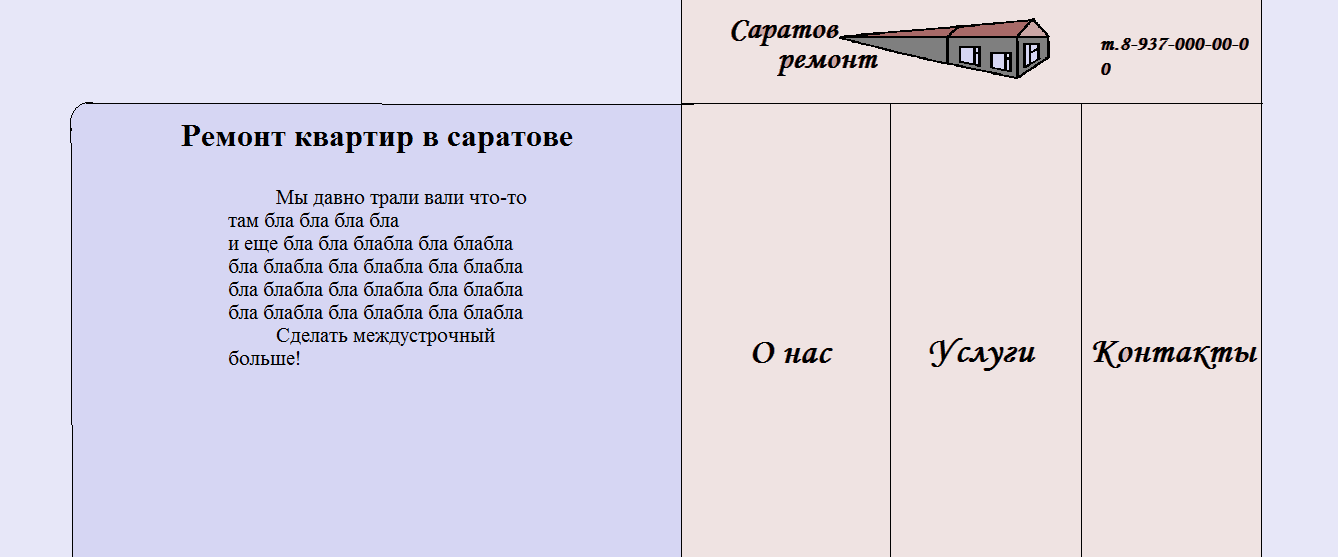 Саратов
ремонт
т.8-937-000-00-0
0
Ремонт квартир в саратове
Мы давно трали вали что-то
там бла бла бла бла
и еще бла бла блабла бла блабла
бла блабла бла блабла бла блабла
бла блабла бла блабла бла блабла
бла блабла бла блабла бла блабла
Сделать междустрочный
больше!
О нас
Услуги
Контакты